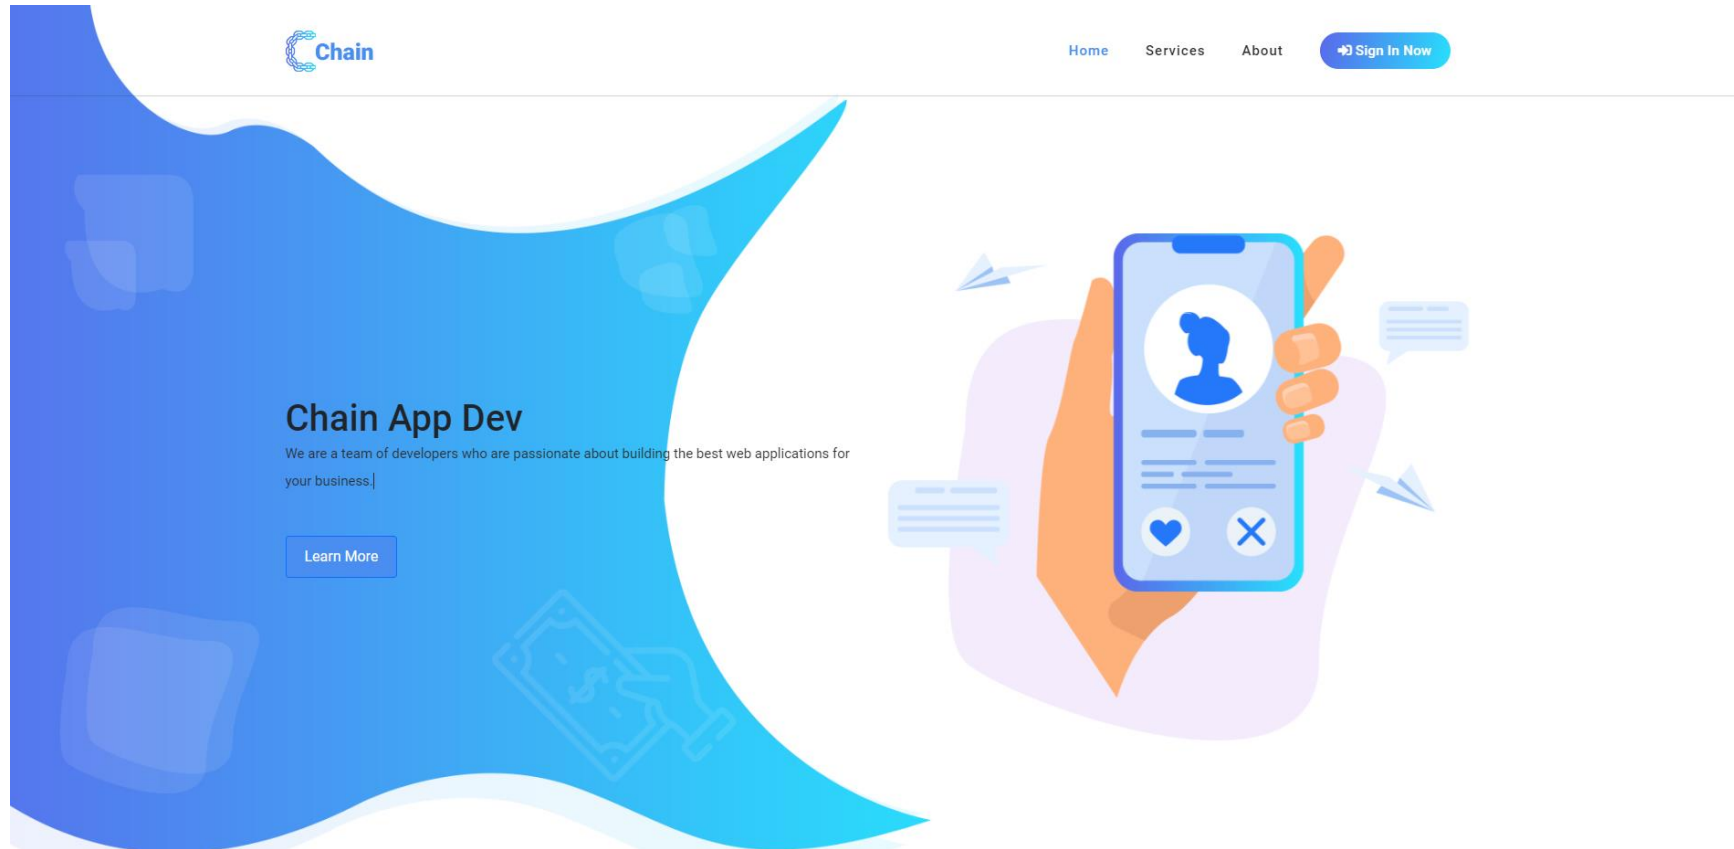 Chain
Home
Services
About
Sign In Now
Chain App Dev
We are a team of developers who are passionate about building the best web applications for
your business.
Learn More
$